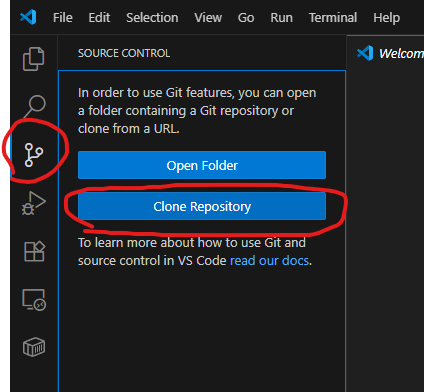 File Edit Selection View Go Run Terminal Help
SOURCE CONTROL
Welcom
In order to use Git features, you can open
a folder containing a Git repository or
clone from a URL.
Open Folder
Clone Repository
To learn more about how to use Git and
source control in VS Code read our docs.